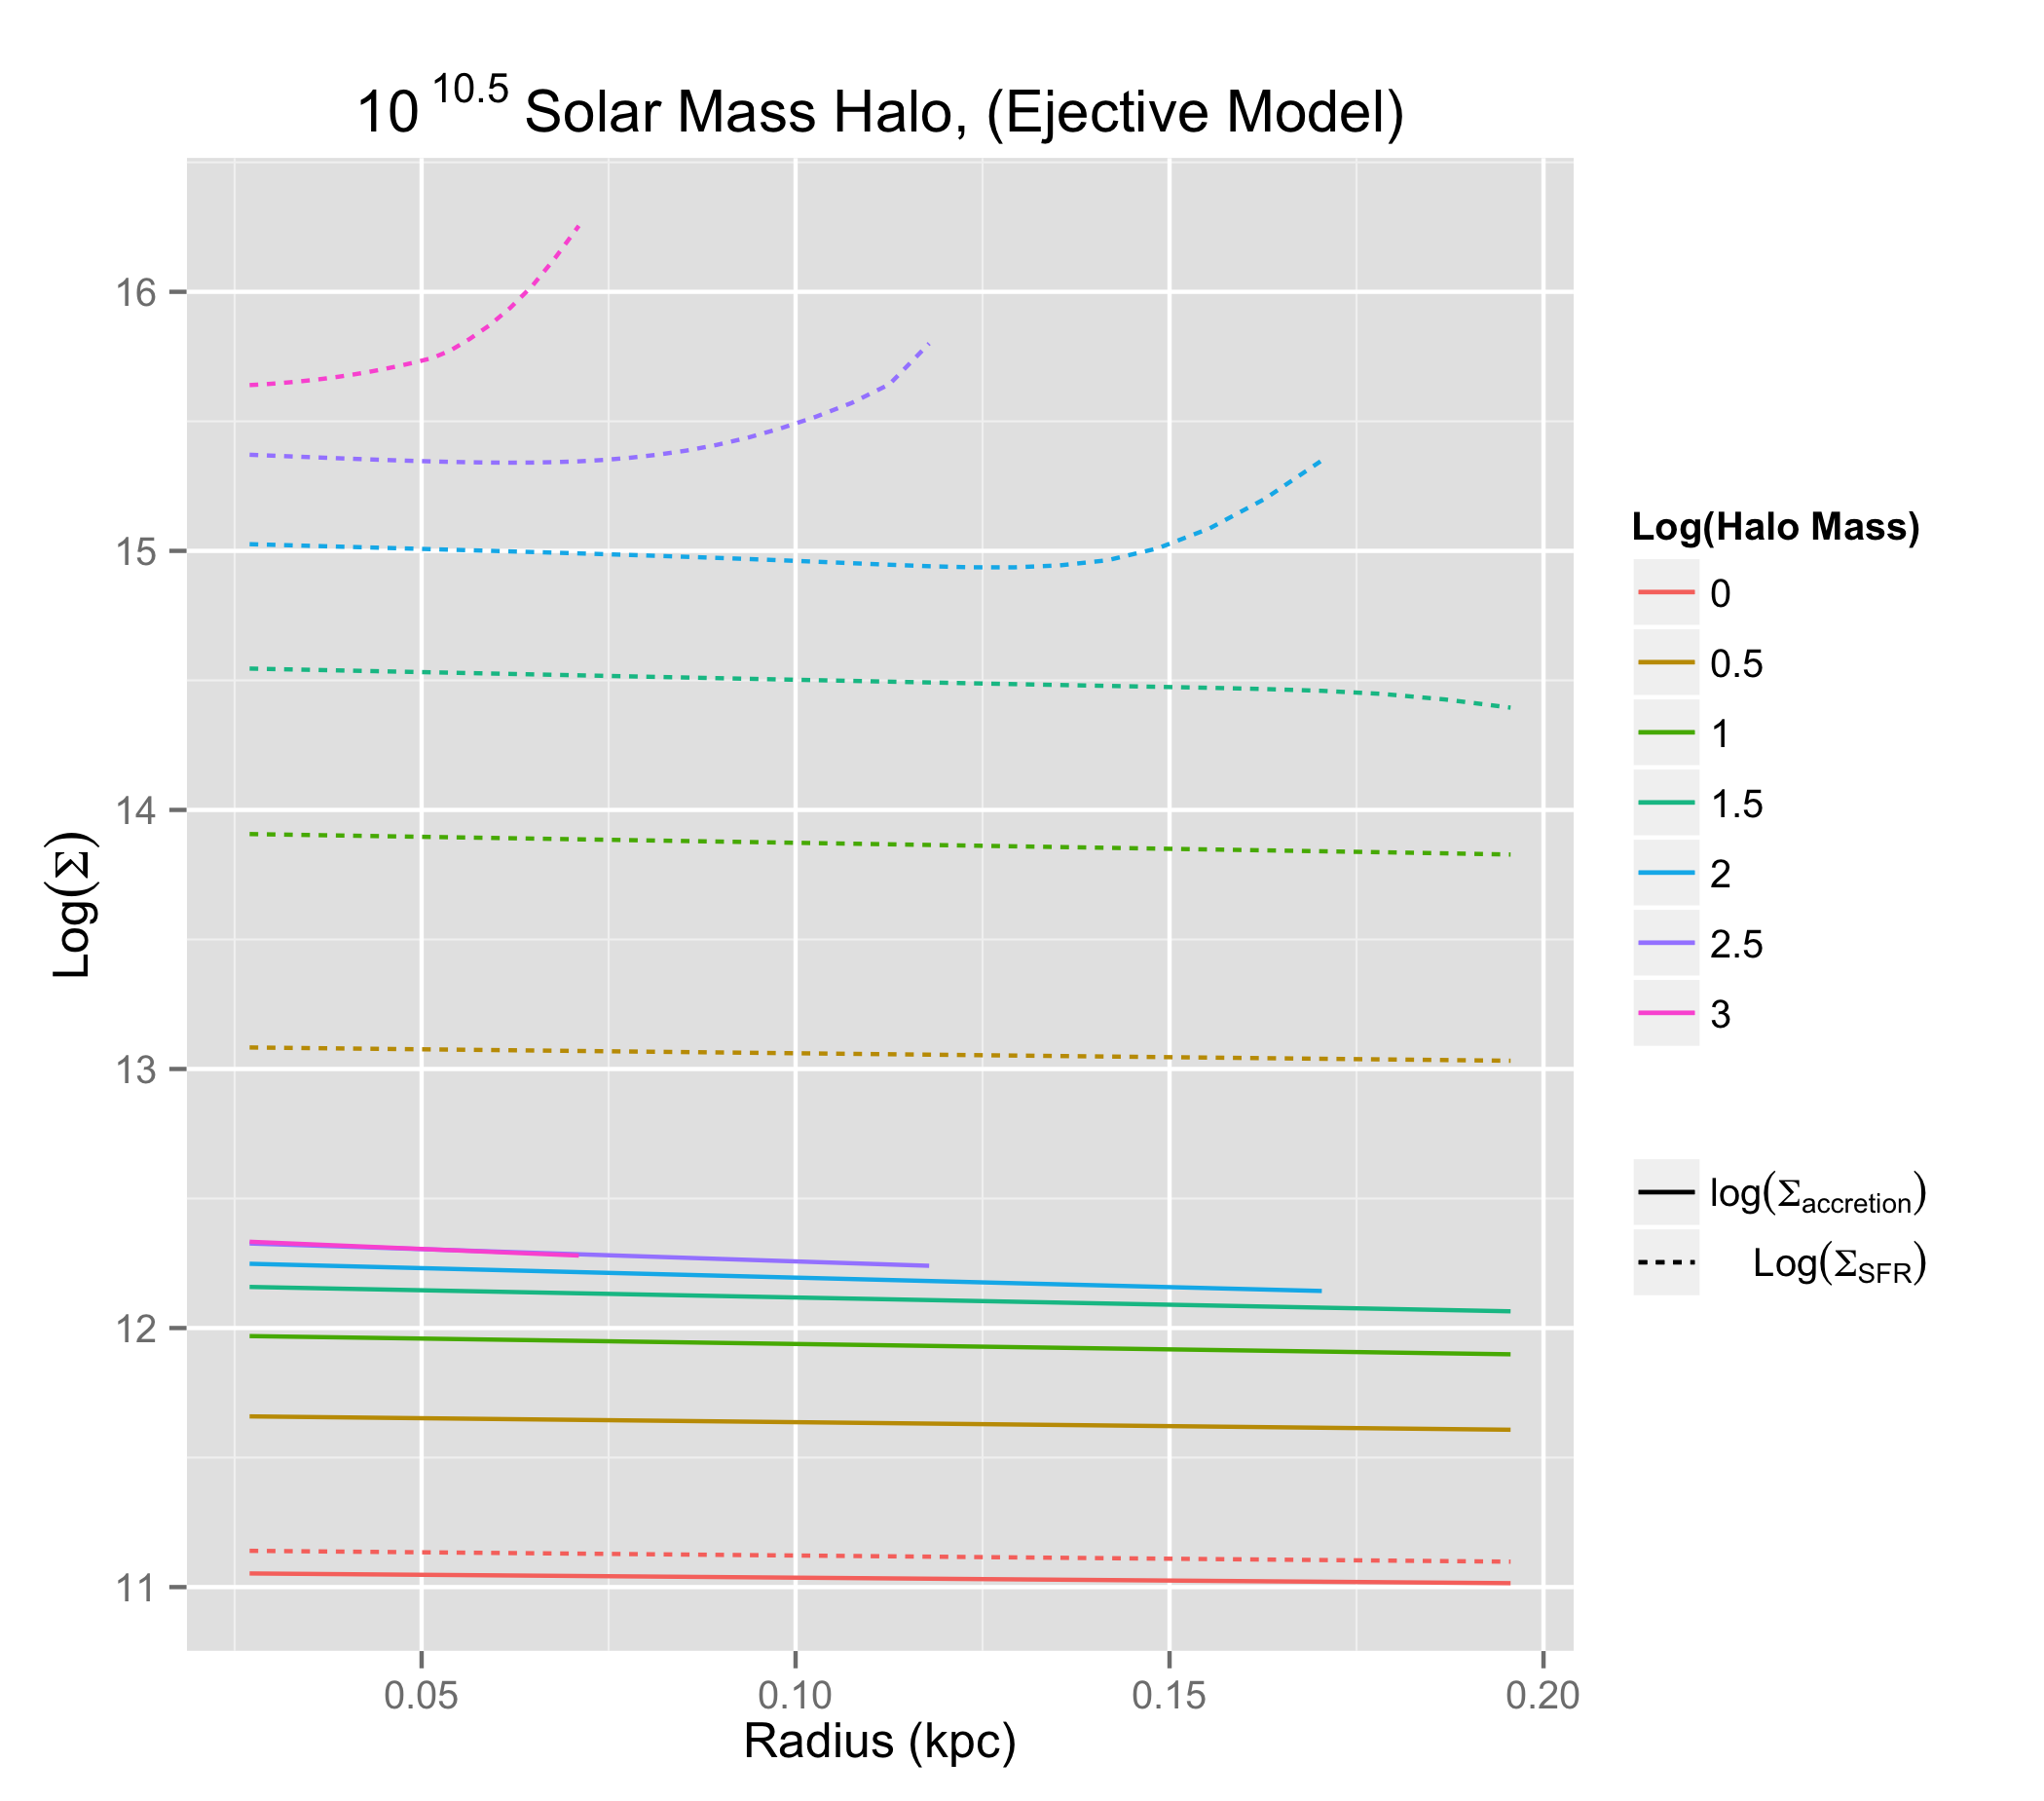 10^10.5 Solar Mass Halo, (Ejective Model)
16
15
14
13
12
11
Log(Σ)
0.05 0.10 0.15 0.20
Radius (kpc)
Log(Halo Mass)
0
0.5
1
1.5
2
2.5
3
log(Σaccretion)
Log(ΣSFR)